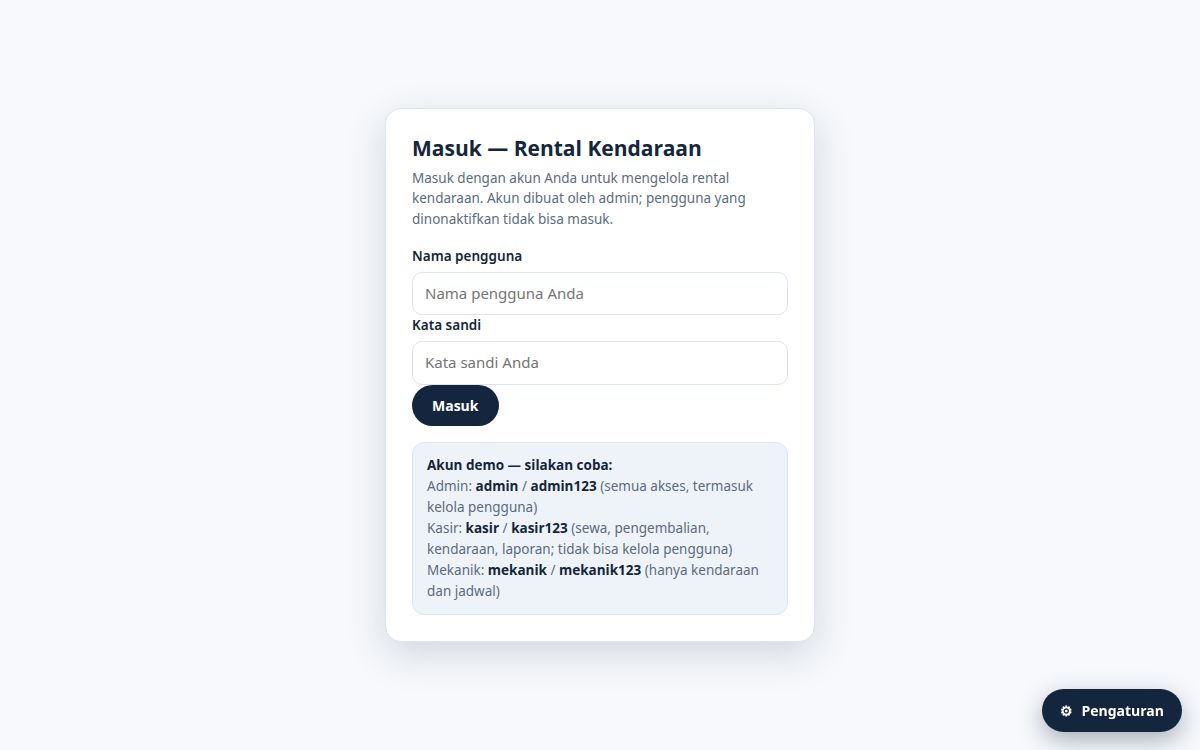 Masuk — Rental Kendaraan
Masuk dengan akun Anda untuk mengelola rental
kendaraan. Akun dibuat oleh admin; pengguna yang
dinonaktifkan tidak bisa masuk.
Nama pengguna
Nama pengguna Anda
Kata sandi
Kata sandi Anda
Masuk
Akun demo — silakan coba:
Admin: admin / admin123 (semua akses, termasuk
kelola pengguna)
Kasir: kasir / kasir123 (sewa, pengembalian,
kendaraan, laporan; tidak bisa kelola pengguna)
Mekanik: mekanik / mekanik123 (hanya kendaraan
dan jadwal)
⚙ Pengaturan